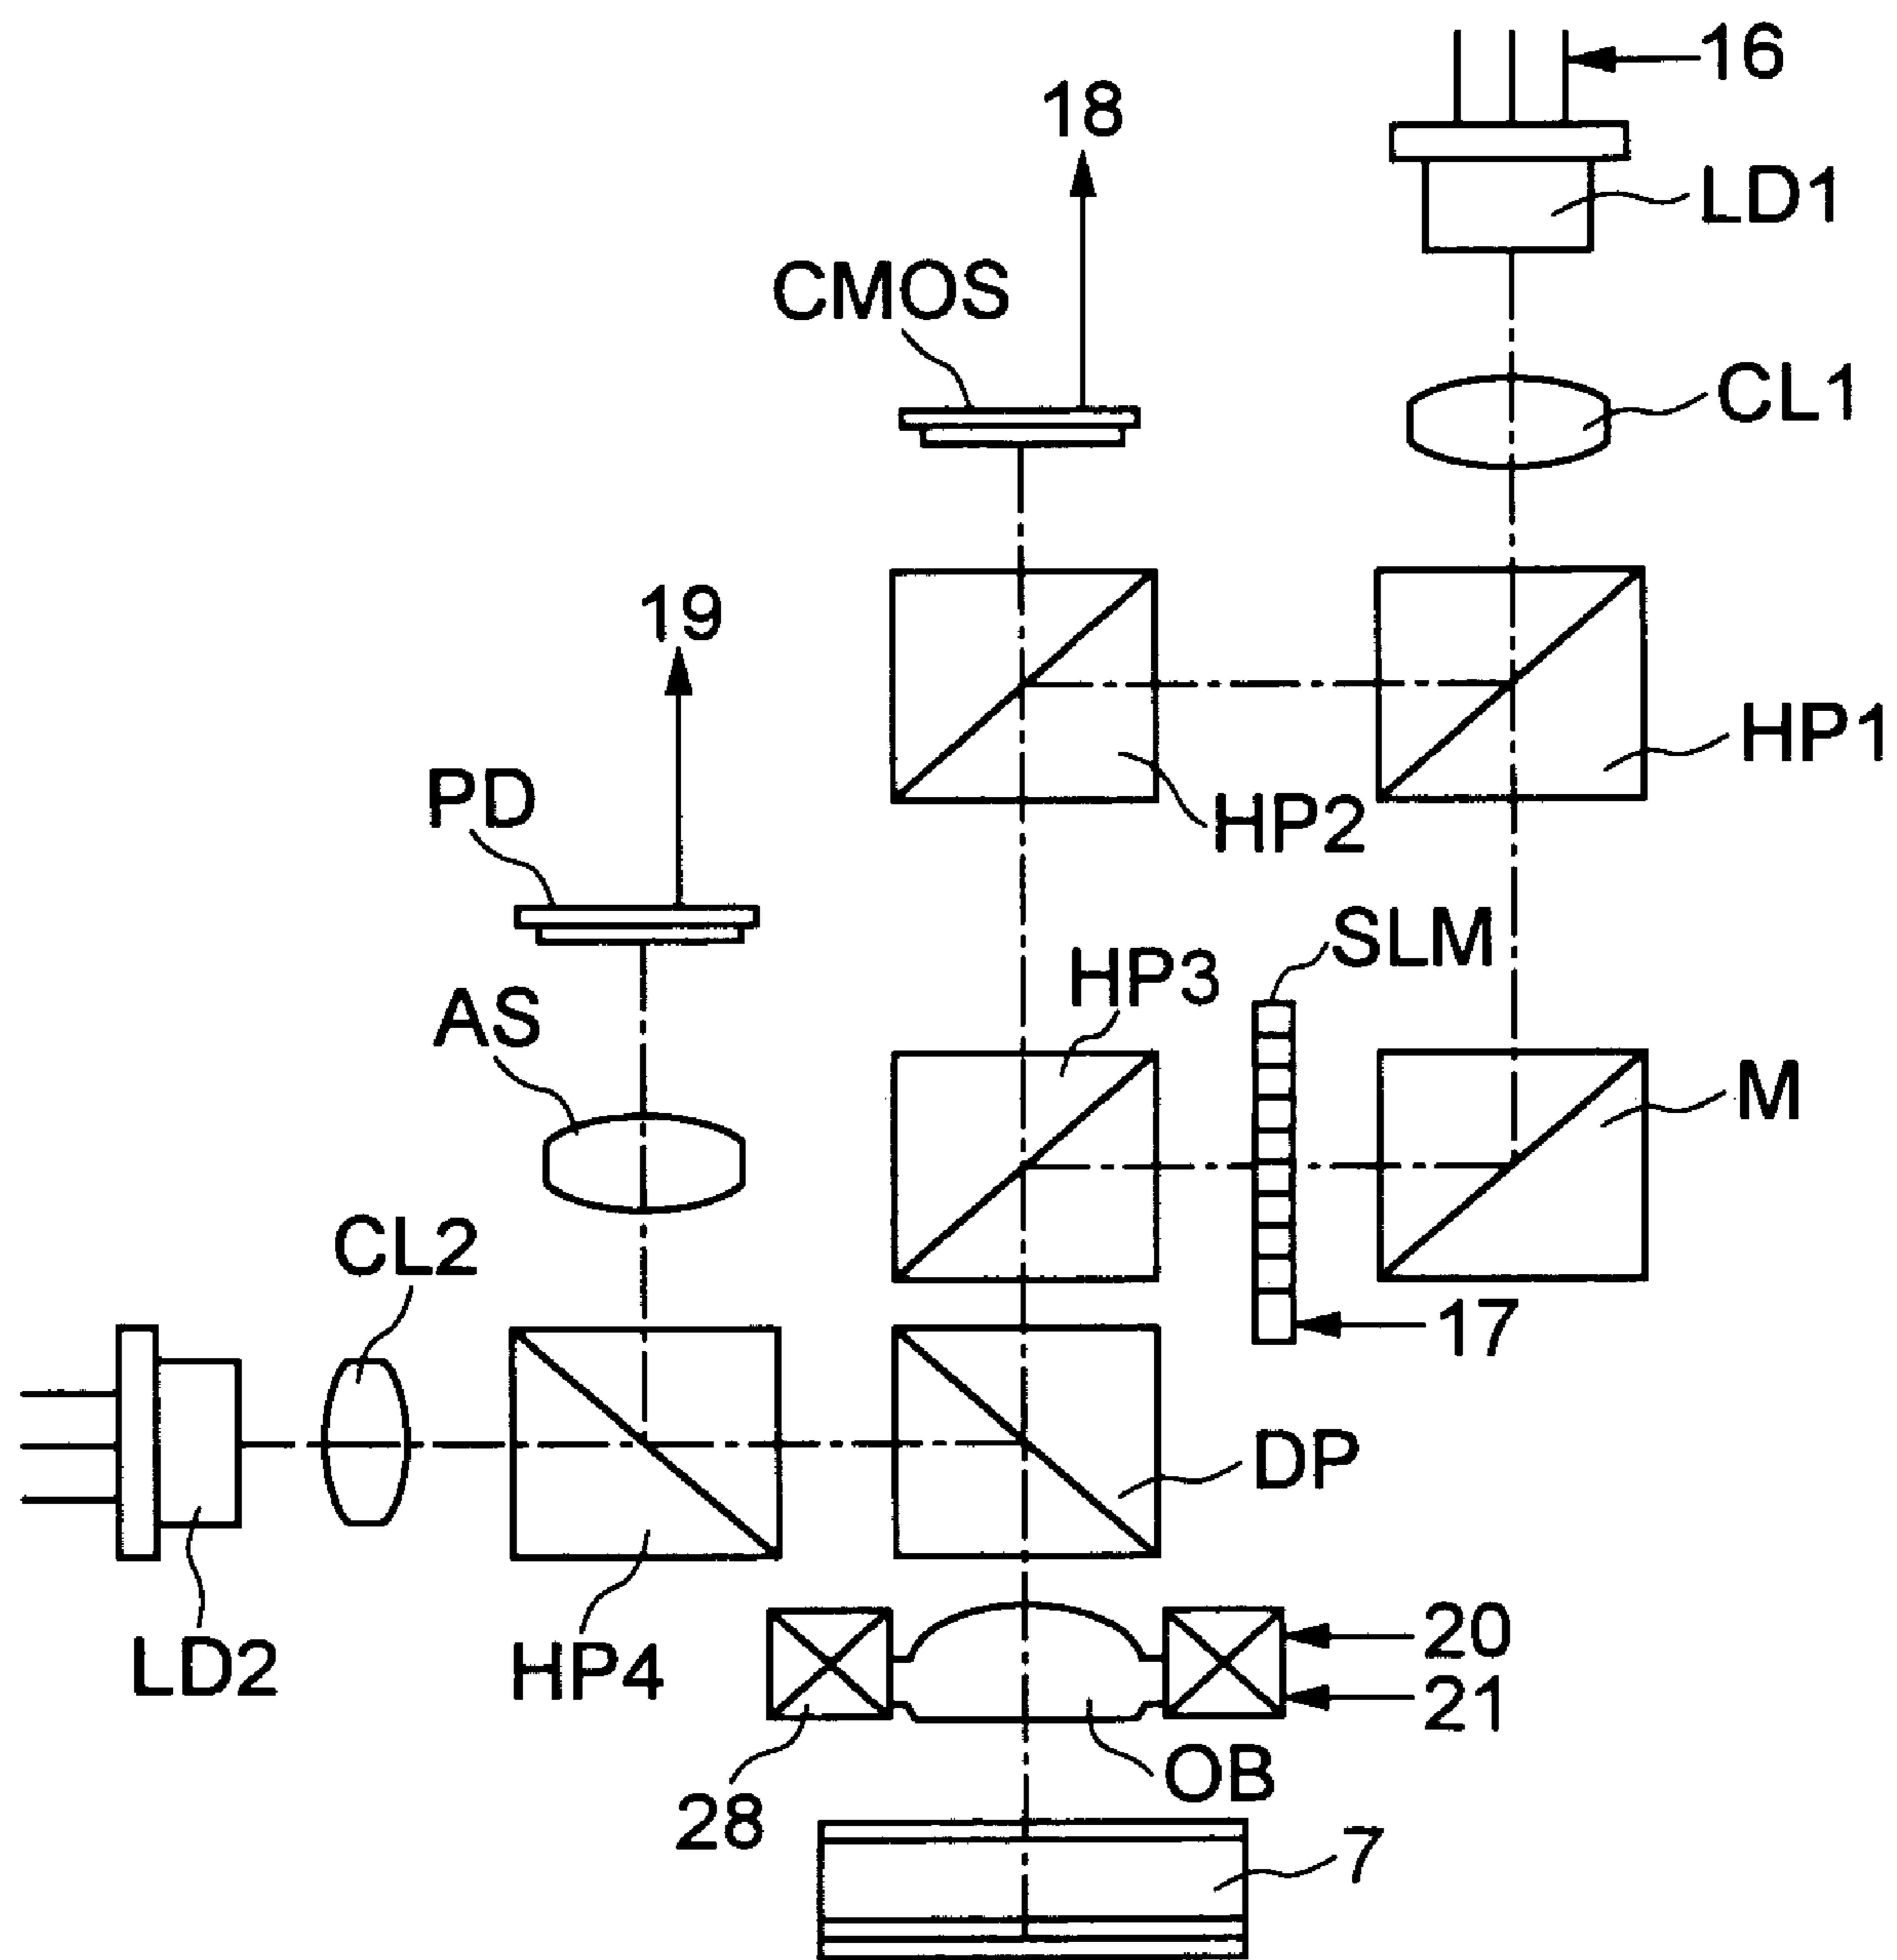 16
18
LD1
CMOS
CL1
19
HP1
PD
HP2
SLM
HP3
AS
M
CL2
17
DP
20
LD2
HP4
21
OB
28
7